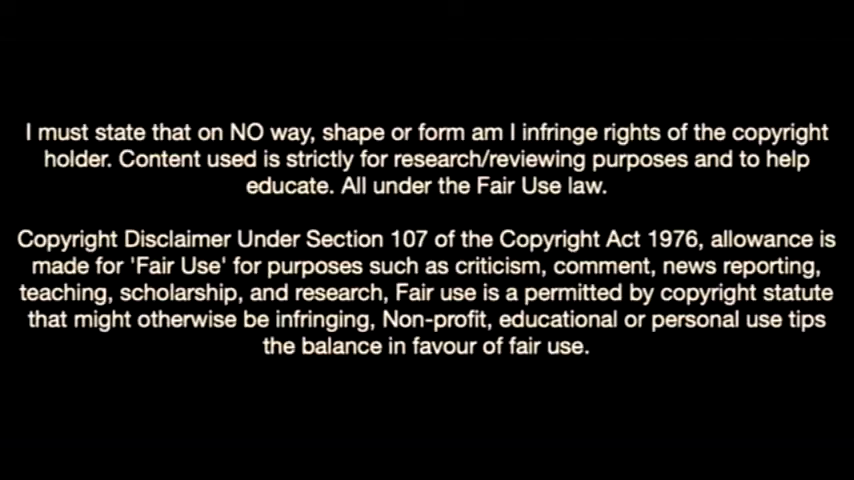 I must state that on NO way, shape or form am I infringe rights of the copyright
holder. Content used is strictly for research/reviewing purposes and to help
educate. All under the Fair Use law.
Copyright Disclaimer Under Section 107 of the Copyright Act 1976, allowance is
made for 'Fair Use' for purposes such as criticism, comment, news reporting,
teaching, scholarship, and research, Fair use is a permitted by copyright statute
that might otherwise be infringing, Non-profit, educational or personal use tips
the balance in favour of fair use.